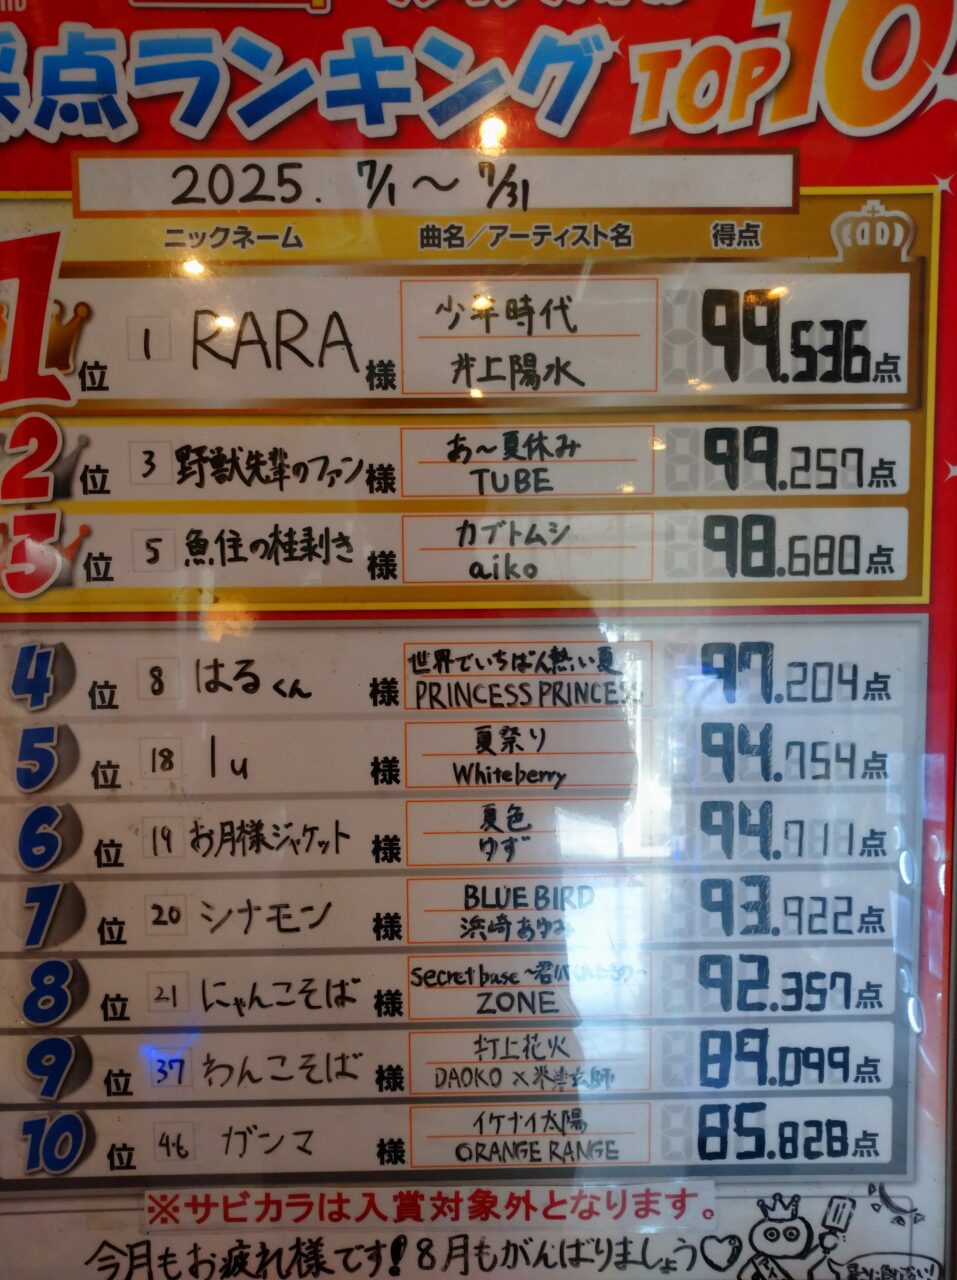 採点ランキング TOP10
2025. 7/1～7/31
ニックネーム 曲名／アーティスト名 得点
1位 1 RARA様 少年時代 99.536点
井上陽水
2位 3 野獣先輩のファン様 あ～夏休み 99.257点
TUBE
3位 5 魚住の桂剥き様 カブトムシ 98.680点
aiko
4位 8 はるくん様 世界でいちばん熱い夏 97.204点
PRINCESS PRINCESS
5位 18 lu様 夏祭り 94.754点
Whiteberry
6位 19 お月様ジャケット様 夏色 94.711点
ゆず
7位 20 シナモン様 BLUE BIRD 93.922点
浜崎あゆみ
8位 21 にゃんこそば様 secret base ～君がくれたもの～ 92.357点
ZONE
9位 37 わんこそば様 打上花火 89.099点
DAOKO×米津玄師
10位 46 ガンマ様 イケナイ太陽 85.828点
ORANGE RANGE
※サビカラは入賞対象外となります。
今月もお疲れ様です!8月もがんばりましょう♡